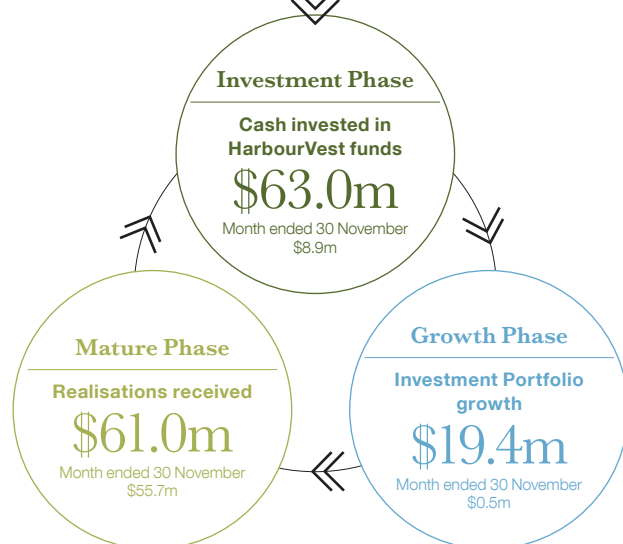 Investment Phase
Cash invested in
HarbourVest funds
$63.0m
Month ended 30 November
$8.9m
Growth Phase
Investment Portfolio
growth
$19.4m
Month ended 30 November
$0.5m
Mature Phase
Realisations received
$61.0m
Month ended 30 November
$55.7m